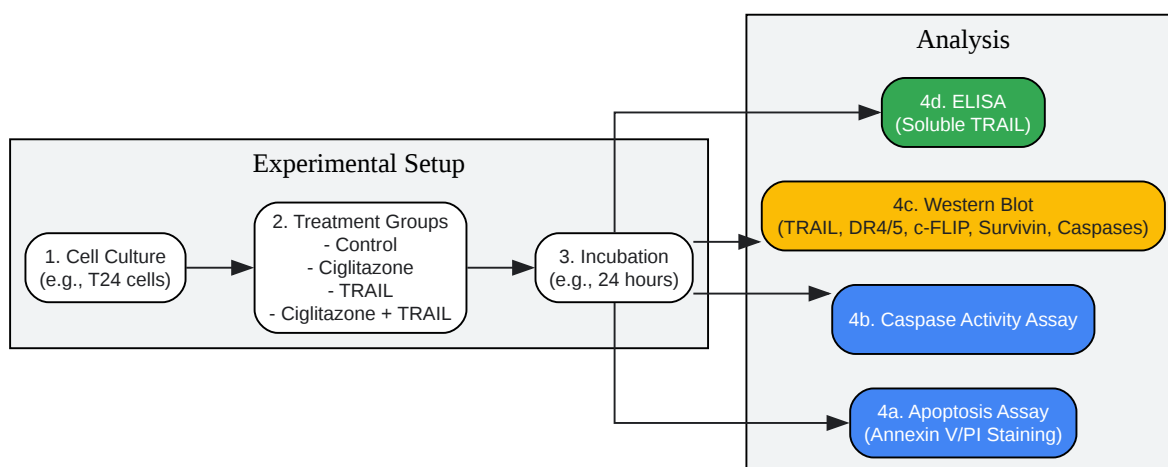 Experimental Setup
1. Cell Culture
(e.g., T24 cells)
2. Treatment Groups
- Control
- Ciglitazone
- TRAIL
- Ciglitazone + TRAIL
3. Incubation
(e.g., 24 hours)
Analysis
4d. ELISA
(Soluble TRAIL)
4c. Western Blot
(TRAIL, DR4/5, c-FLIP, Survivin, Caspases)
4b. Caspase Activity Assay
4a. Apoptosis Assay
(Annexin V/PI Staining)